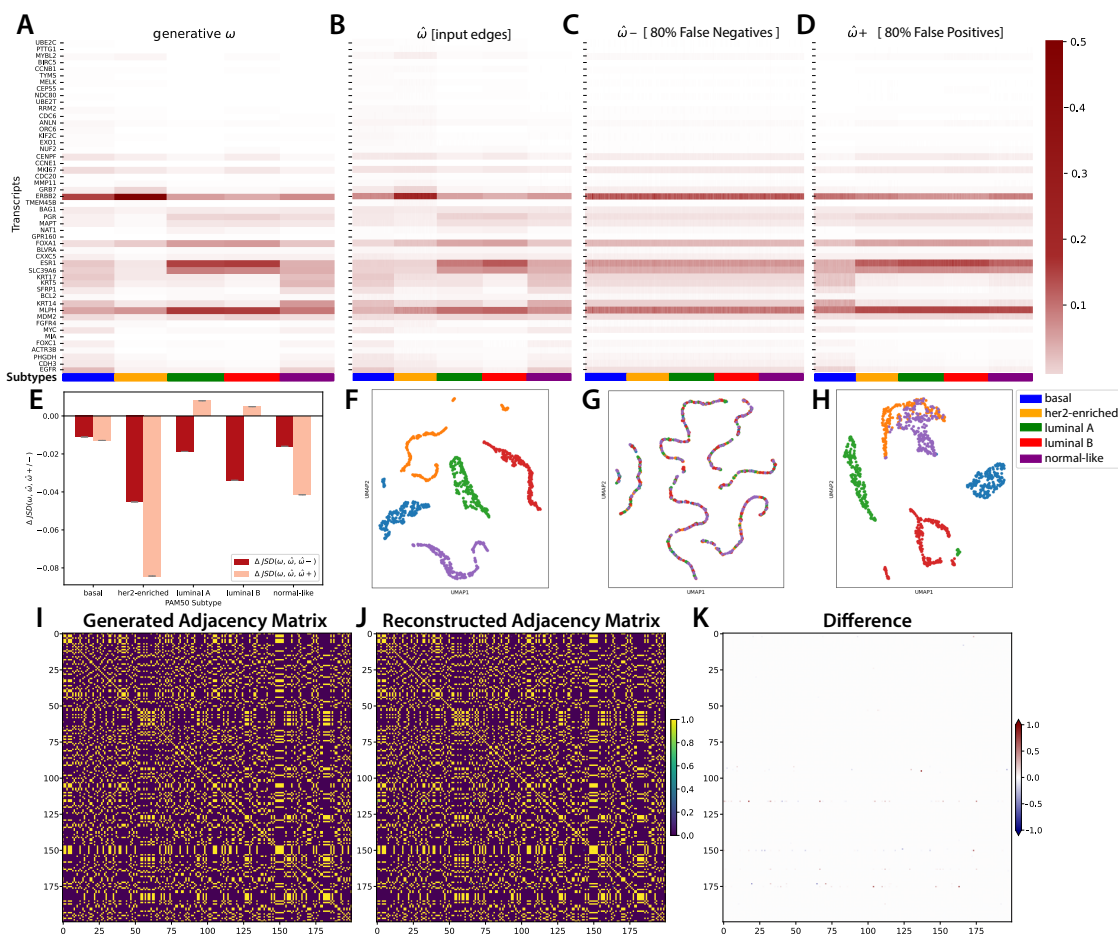 A
generative ω
B
ω̂ [input edges]
C
ω̂− [ 80% False Negatives ]
D
ω̂+ [ 80% False Positives]
Transcripts
UBE2C
PTTG1
MYBL2
BIRC5
CCNB1
TYMS
MELK
CEP55
NDC80
UBE2T
RRM2
CDC6
ANLN
ORC6
KIF2C
EXO1
NUF2
CENPF
CCNE1
MKI67
CDC20
MMP11
GRB7
ERBB2
TMEM45B
BAG1
PGR
MAPT
NAT1
GPR160
FOXA1
BLVRA
CXXC5
ESR1
SLC39A6
KRT17
KRT5
SFRP1
BCL2
KRT14
MLPH
MDM2
FGFR4
MYC
MIA
FOXC1
ACTR3B
PHGDH
CDH3
EGFR
Subtypes
0.5
0.4
0.3
0.2
0.1
E
0.00
−0.02
−0.04
−0.06
−0.08
Δ JSD(ω, ω̂, ω̂+/−)
Δ JSD(ω, ω̂, ω̂−)
Δ JSD(ω, ω̂, ω̂+)
basal her2-enriched luminal A luminal B normal-like
PAM50 Subtype
F
UMAP2
UMAP1
G
UMAP2
UMAP1
H
UMAP2
UMAP1
basal
her2-enriched
luminal A
luminal B
normal-like
I
Generated Adjacency Matrix
0
25
50
75
100
125
150
175
0 25 50 75 100 125 150 175
J
Reconstructed Adjacency Matrix
0 25 50 75 100 125 150 175
1.0
0.8
0.6
0.4
0.2
0.0
K
Difference
0
25
50
75
100
125
150
175
0 25 50 75 100 125 150 175
1.0
0.5
0.0
−0.5
−1.0